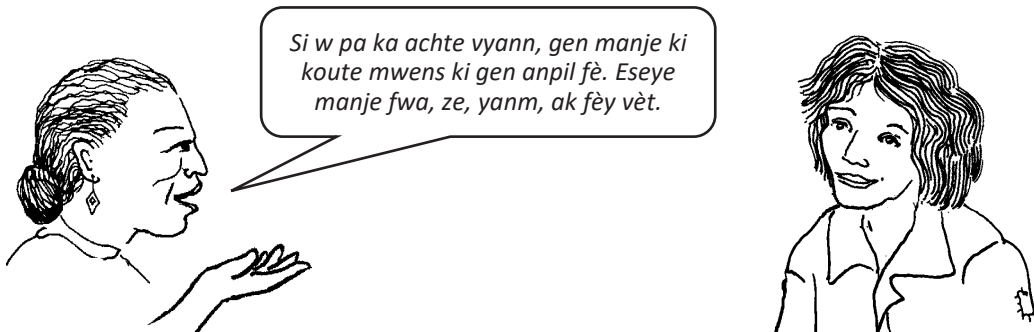 Si w pa ka achte vyann, gen manje ki
koute mwens ki gen anpil fè. Eseye
manje fwa, ze, yanm, ak fèy vèt.